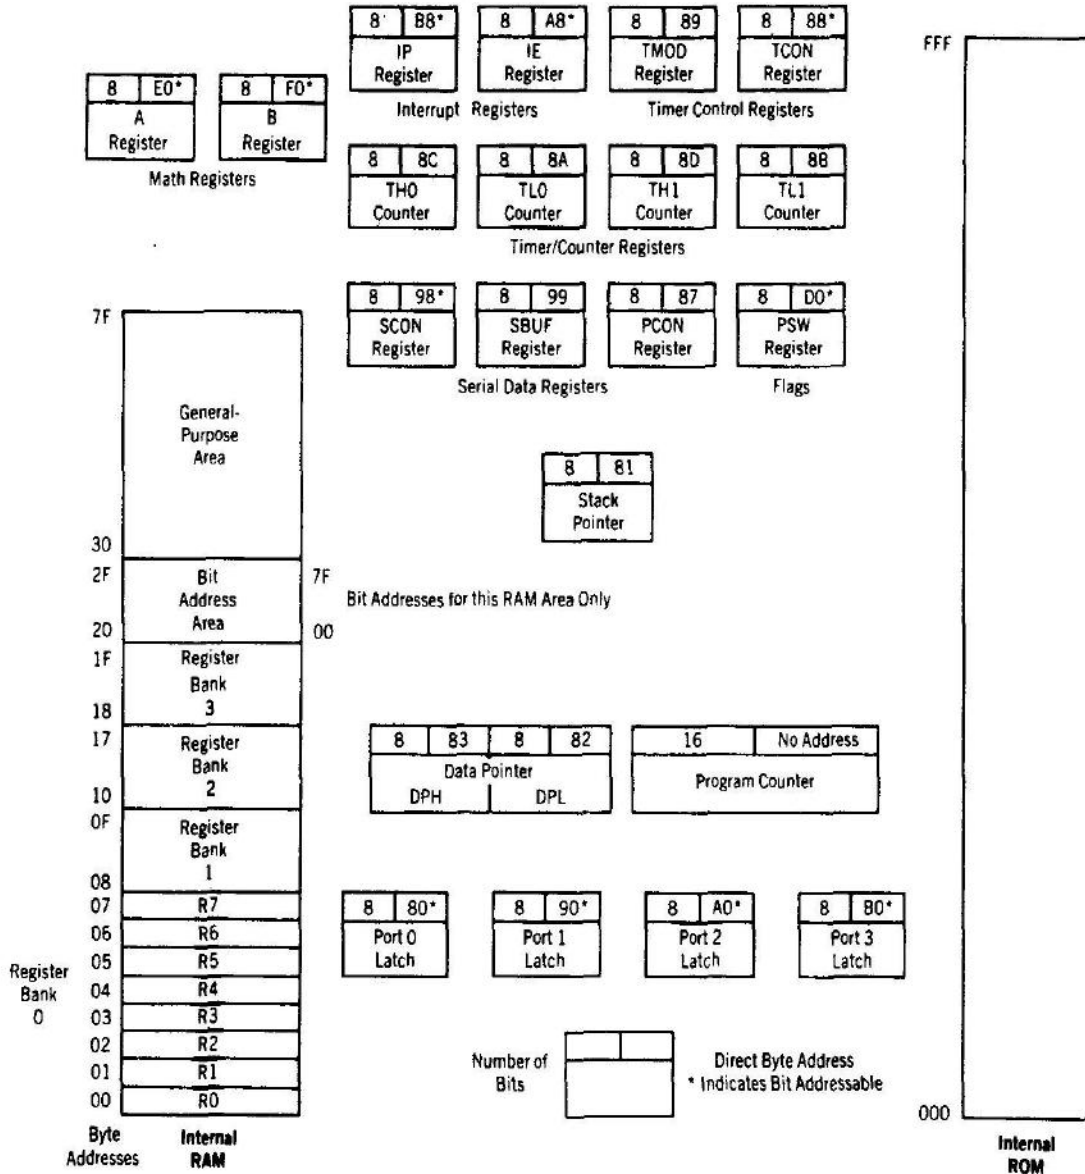 8 B8* 8 A8* 8 89 8 88*
IP Register IE Register TMOD Register TCON Register
Interrupt Registers Timer Control Registers
8 E0* 8 F0*
A Register B Register
Math Registers
8 8C 8 8A 8 8D 8 8B
TH0 Counter TL0 Counter TH1 Counter TL1 Counter
Timer/Counter Registers
8 98* 8 99 8 87 8 D0*
SCON Register SBUF Register PCON Register PSW Register
Serial Data Registers Flags
8 81
Stack
Pointer
7F
General-
Purpose
Area
30
2F Bit 7F
Address Bit Addresses for this RAM Area Only
20 Area 00
1F Register
Bank
18 3
17 Register
Bank
10 2
0F Register
Bank
08 1
07 R7
06 R6
05 R5
04 R4
03 R3
02 R2
01 R1
00 R0
Register
Bank
0
Byte
Addresses
Internal
RAM
8 83 8 82
Data Pointer
DPH DPL
16 No Address
Program Counter
8 80* 8 90* 8 A0* 8 B0*
Port 0 Latch Port 1 Latch Port 2 Latch Port 3 Latch
Number of
Bits
Direct Byte Address
* Indicates Bit Addressable
FFF
000
Internal
ROM